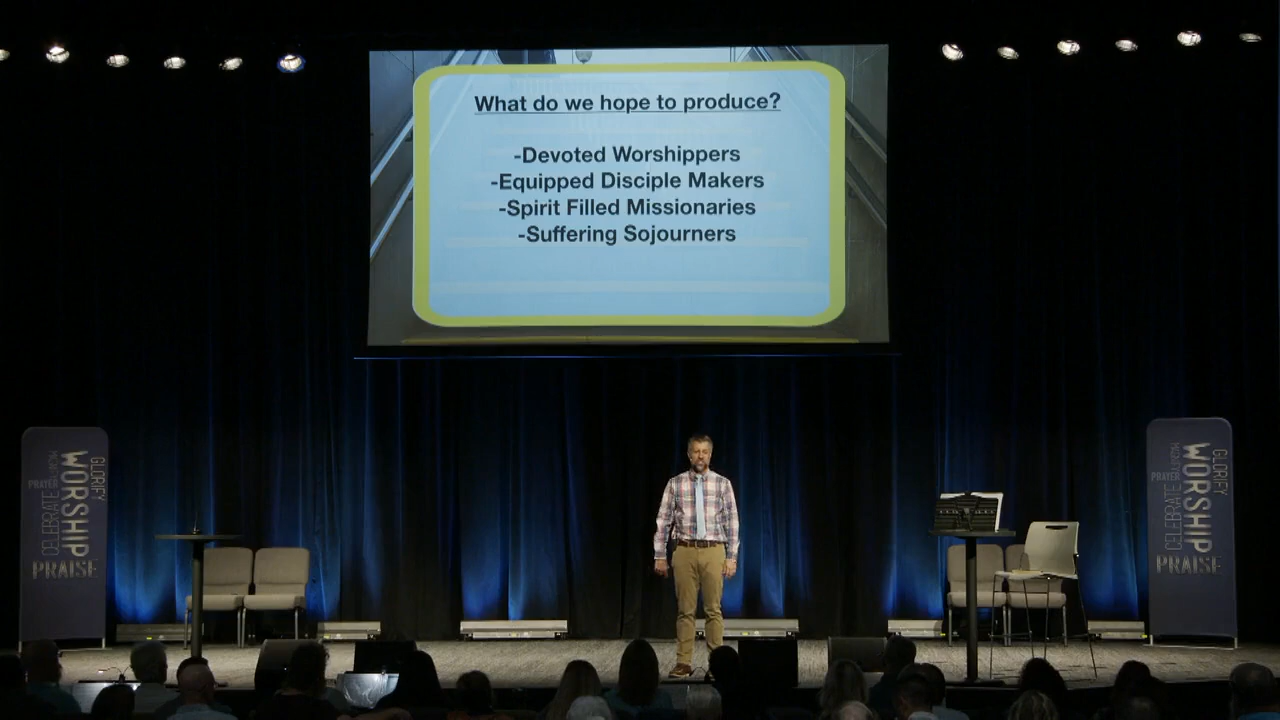 What do we hope to produce?
-Devoted Worshippers
-Equipped Disciple Makers
-Spirit Filled Missionaries
-Suffering Sojourners
GLORIFY
WORSHIP
CELEBRATE
PRAYER
PRAISE
GLORIFY
WORSHIP
CELEBRATE
PRAYER
PRAISE